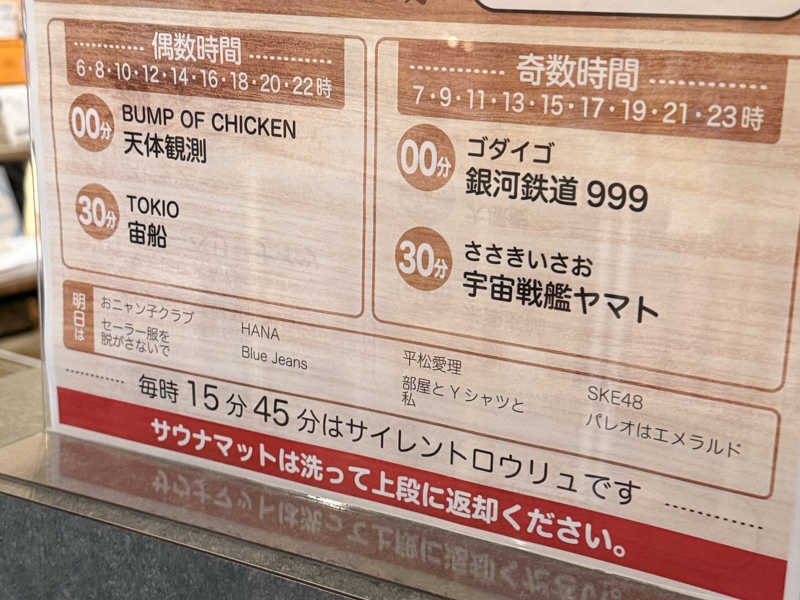 偶数時間
6・8・10・12・14・16・18・20・22時
00分
BUMP OF CHICKEN
天体観測
30分
TOKIO
宙船
奇数時間
7・9・11・13・15・17・19・21・23時
00分
ゴダイゴ
銀河鉄道 999
30分
ささきいさお
宇宙戦艦ヤマト
明日は
おニャン子クラブ
セーラー服を
脱がさないで
HANA
Blue Jeans
平松愛理
部屋とYシャツと
私
SKE48
パレオはエメラルド
毎時15分45分はサイレントロウリュです
サウナマットは洗って上段に返却ください。